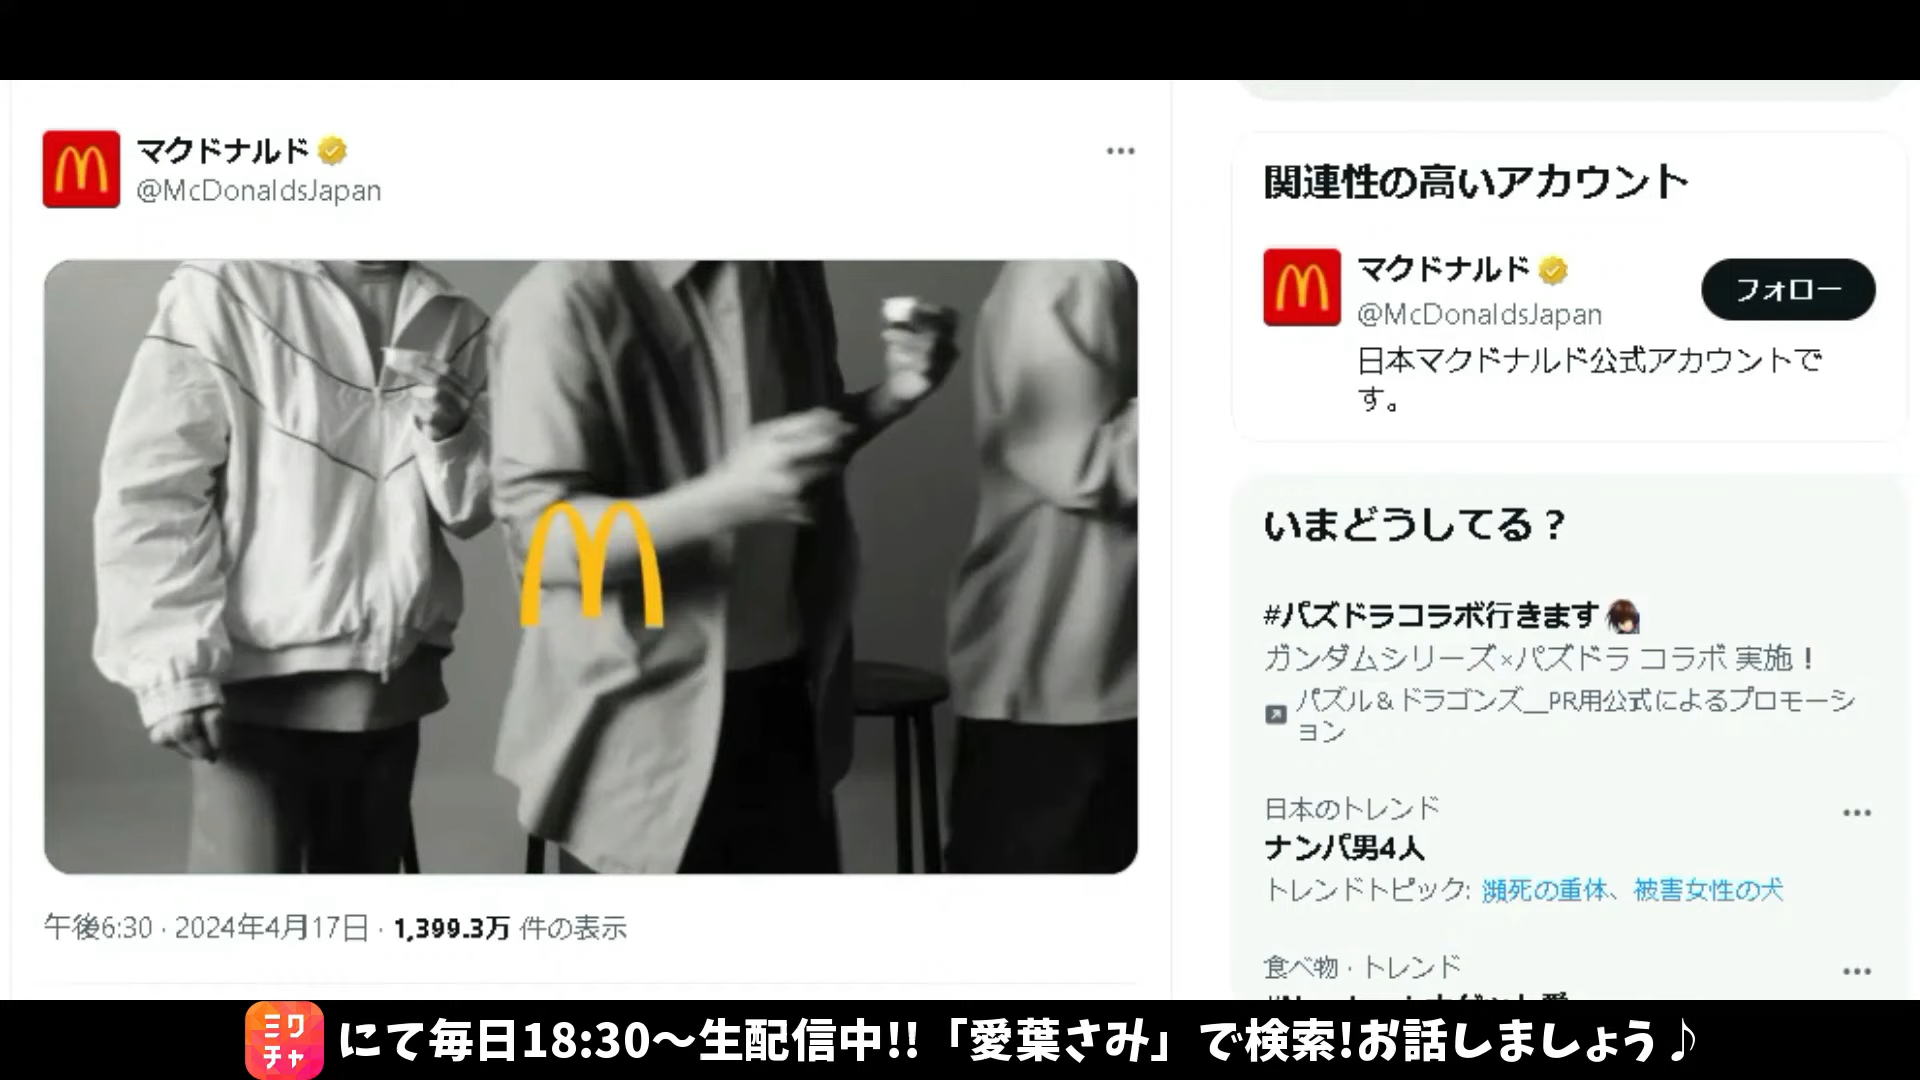 マクドナルド
@McDonaldsJapan
午後6:30 · 2024年4月17日 · 1,399.3万 件の表示
関連性の高いアカウント
マクドナルド
@McDonaldsJapan
フォロー
日本マクドナルド公式アカウントで
す。
いまどうしてる？
#パズドラコラボ行きます
ガンダムシリーズ×パズドラ コラボ 実施！
パズル＆ドラゴンズ__PR用公式によるプロモーシ
ョン
日本のトレンド
ナンパ男4人
トレンドトピック: 瀕死の重体、被害女性の犬
食べ物 · トレンド
ミクチャ
にて毎日18:30～生配信中!!「愛葉さみ」で検索!お話しましょう♪